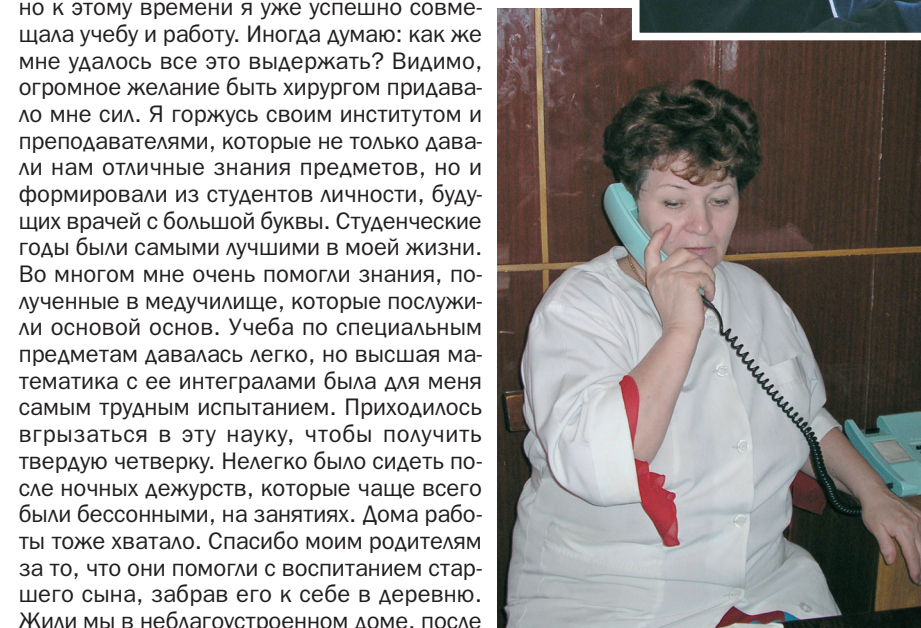 но к этому времени я уже успешно совме-
щала учебу и работу. Иногда думаю: как же
мне удалось все это выдержать? Видимо,
огромное желание быть хирургом придава-
ло мне сил. Я горжусь своим институтом и
преподавателями, которые не только дава-
ли нам отличные знания предметов, но и
формировали из студентов личности, буду-
щих врачей с большой буквы. Студенческие
годы были самыми лучшими в моей жизни.
Во многом мне очень помогли знания, по-
лученные в медучилище, которые послужи-
ли основой основ. Учеба по специальным
предметам давалась легко, но высшая ма-
тематика с ее интегралами была для меня
самым трудным испытанием. Приходилось
вгрызаться в эту науку, чтобы получить
твердую четверку. Нелегко было сидеть по-
сле ночных дежурств, которые чаще всего
были бессонными, на занятиях. Дома рабо-
ты тоже хватало. Спасибо моим родителям
за то, что они помогли с воспитанием стар-
шего сына, забрав его к себе в деревню.
Жили мы в неблагоустроенном доме, после